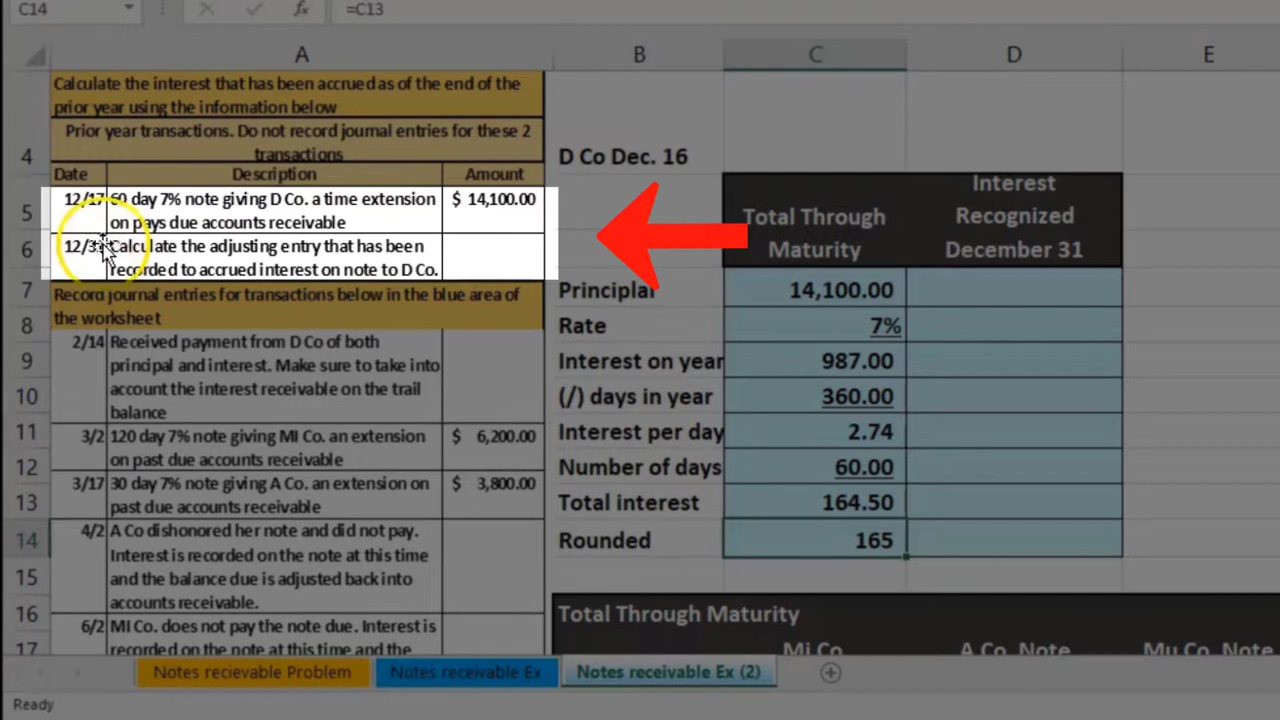 C14
fx =C13
A B C D E
Calculate the interest that has been accrued as of the end of the
prior year using the information below
Prior year transactions. Do not record journal entries for these 2
transactions
4 D Co Dec. 16
Date Description Amount
5 12/17 60 day 7% note giving D Co. a time extension $ 14,100.00
on pays due accounts receivable
6 12/31 Calculate the adjusting entry that has been
recorded to accrued interest on note to D Co.
Total Through
Maturity
Interest
Recognized
December 31
Record journal entries for transactions below in the blue area of
the worksheet
7 Principlal 14,100.00
8 Rate 7%
2/14 Received payment from D Co of both
principal and interest. Make sure to take into
account the interest receivable on the trail
balance
9 Interest on year 987.00
10 (/) days in year 360.00
11 Interest per day 2.74
3/2 120 day 7% note giving MI Co. an extension $ 6,200.00
on past due accounts receivable
12 Number of days 60.00
3/17 30 day 7% note giving A Co. an extension on $ 3,800.00
past due accounts receivable
13 Total interest 164.50
14 Rounded 165
4/2 A Co dishonored her note and did not pay.
Interest is recorded on the note at this time
and the balance due is adjusted back into
accounts receivable.
15
16 Total Through Maturity
6/2 MI Co. does not pay the note due. Interest is
recorded on the note at this time and the
17 Mi Co. A Co. Note Mu Co. Note
Notes recievable Problem Notes receivable Ex Notes receivable Ex (2)
Ready